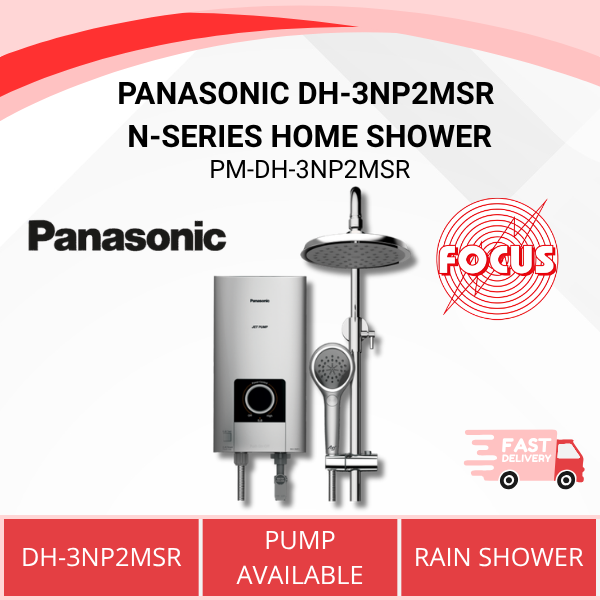 PANASONIC DH-3NP2MSR
N-SERIES HOME SHOWER
PM-DH-3NP2MSR
Panasonic
FOCUS
Panasonic
JET PUMP
FAST
DELIVERY
DH-3NP2MSR
PUMP
AVAILABLE
RAIN SHOWER